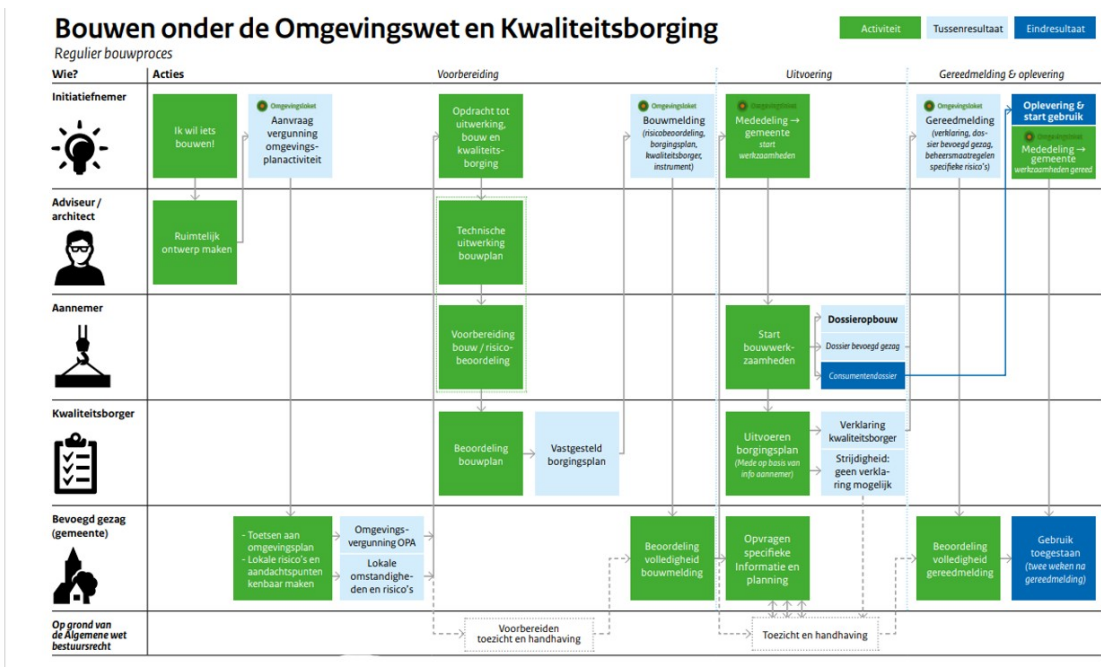 Bouwen onder de Omgevingswet en Kwaliteitsborging
Regulier bouwproces
Activiteit
Tussenresultaat
Eindresultaat
Wie?
Acties
Voorbereiding
Uitvoering
Gereedmelding & oplevering
Initiatiefnemer
Ik wil iets
bouwen!
Omgevingsloket
Aanvraag
vergunning
omgevings-
planactiviteit
Opdracht tot
uitwerking,
bouw en
kwaliteits-
borging
Omgevingsloket
Bouwmelding
(risicobeoordeling,
borgingsplan,
kwaliteitsborger,
instrument)
Omgevingsloket
Mededeling →
gemeente
start
werkzaamheden
Omgevingsloket
Gereedmelding
(verklaring, dos-
sier bevoegd gezag,
beheersmaatregelen
specifieke risico's)
Oplevering &
start gebruik
Omgevingsloket
Mededeling →
gemeente
werkzaamheden gereed
Adviseur /
architect
Ruimtelijk
ontwerp maken
Technische
uitwerking
bouwplan
Aannemer
Voorbereiding
bouw / risico-
beoordeling
Start
bouwwerk-
zaamheden
Dossieropbouw
Dossier bevoegd gezag
Consumentendossier
Kwaliteitsborger
Beoordeling
bouwplan
Vastgesteld
borgingsplan
Uitvoeren
borgingsplan
(Mede op basis van
info aannemer)
Verklaring
kwaliteitsborger
Strijdigheid:
geen verkla-
ring mogelijk
Bevoegd gezag
(gemeente)
- Toetsen aan
omgevingsplan
- Lokale risico's en
aandachtspunten
kenbaar maken
Omgevings-
vergunning OPA
Lokale
omstandighe-
den en risico's
Beoordeling
volledigheid
bouwmelding
Opvragen
specifieke
Informatie en
planning
Beoordeling
volledigheid
gereedmelding
Gebruik
toegestaan
(twee weken na
gereedmelding)
Op grond van
de Algemene wet
bestuursrecht
Voorbereiden
toezicht en handhaving
Toezicht en handhaving